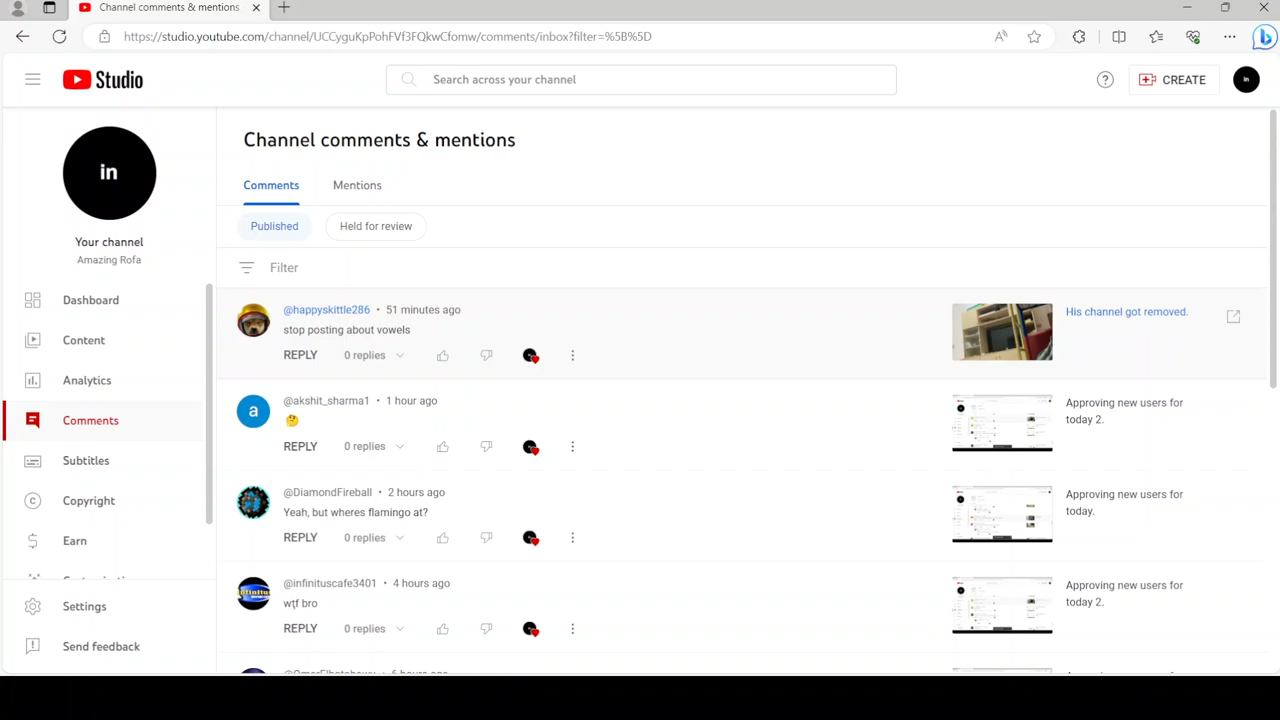 Channel comments & mentions
https://studio.youtube.com/channel/UCCyguKpPohFVf3FQkwCfomw/comments/inbox?filter=%5B%5D
Studio
Search across your channel
CREATE
in
in
Your channel
Amazing Rofa
Dashboard
Content
Analytics
Comments
Subtitles
Copyright
Earn
Settings
Send feedback
Channel comments & mentions
Comments
Mentions
Published
Held for review
Filter
@happyskittle286 • 51 minutes ago
stop posting about vowels
REPLY 0 replies
His channel got removed.
a
@akshit_sharma1 • 1 hour ago
🤔
REPLY 0 replies
Approving new users for
today 2.
@DiamondFireball • 2 hours ago
Yeah, but wheres flamingo at?
REPLY 0 replies
Approving new users for
today.
@infinituscafe3401 • 4 hours ago
wtf bro
REPLY 0 replies
Approving new users for
today 2.